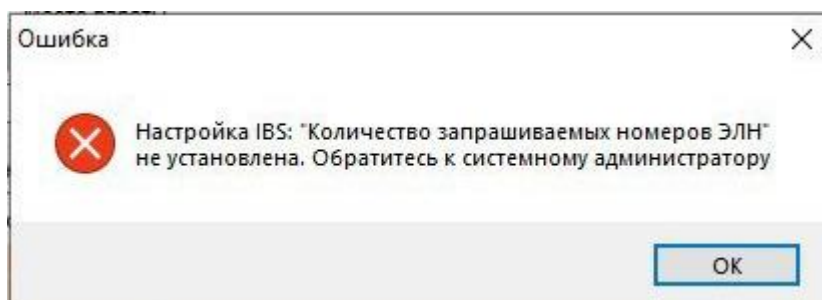 Ошибка
Настройка IBS: "Количество запрашиваемых номеров ЭЛН"
не установлена. Обратитесь к системному администратору
OK